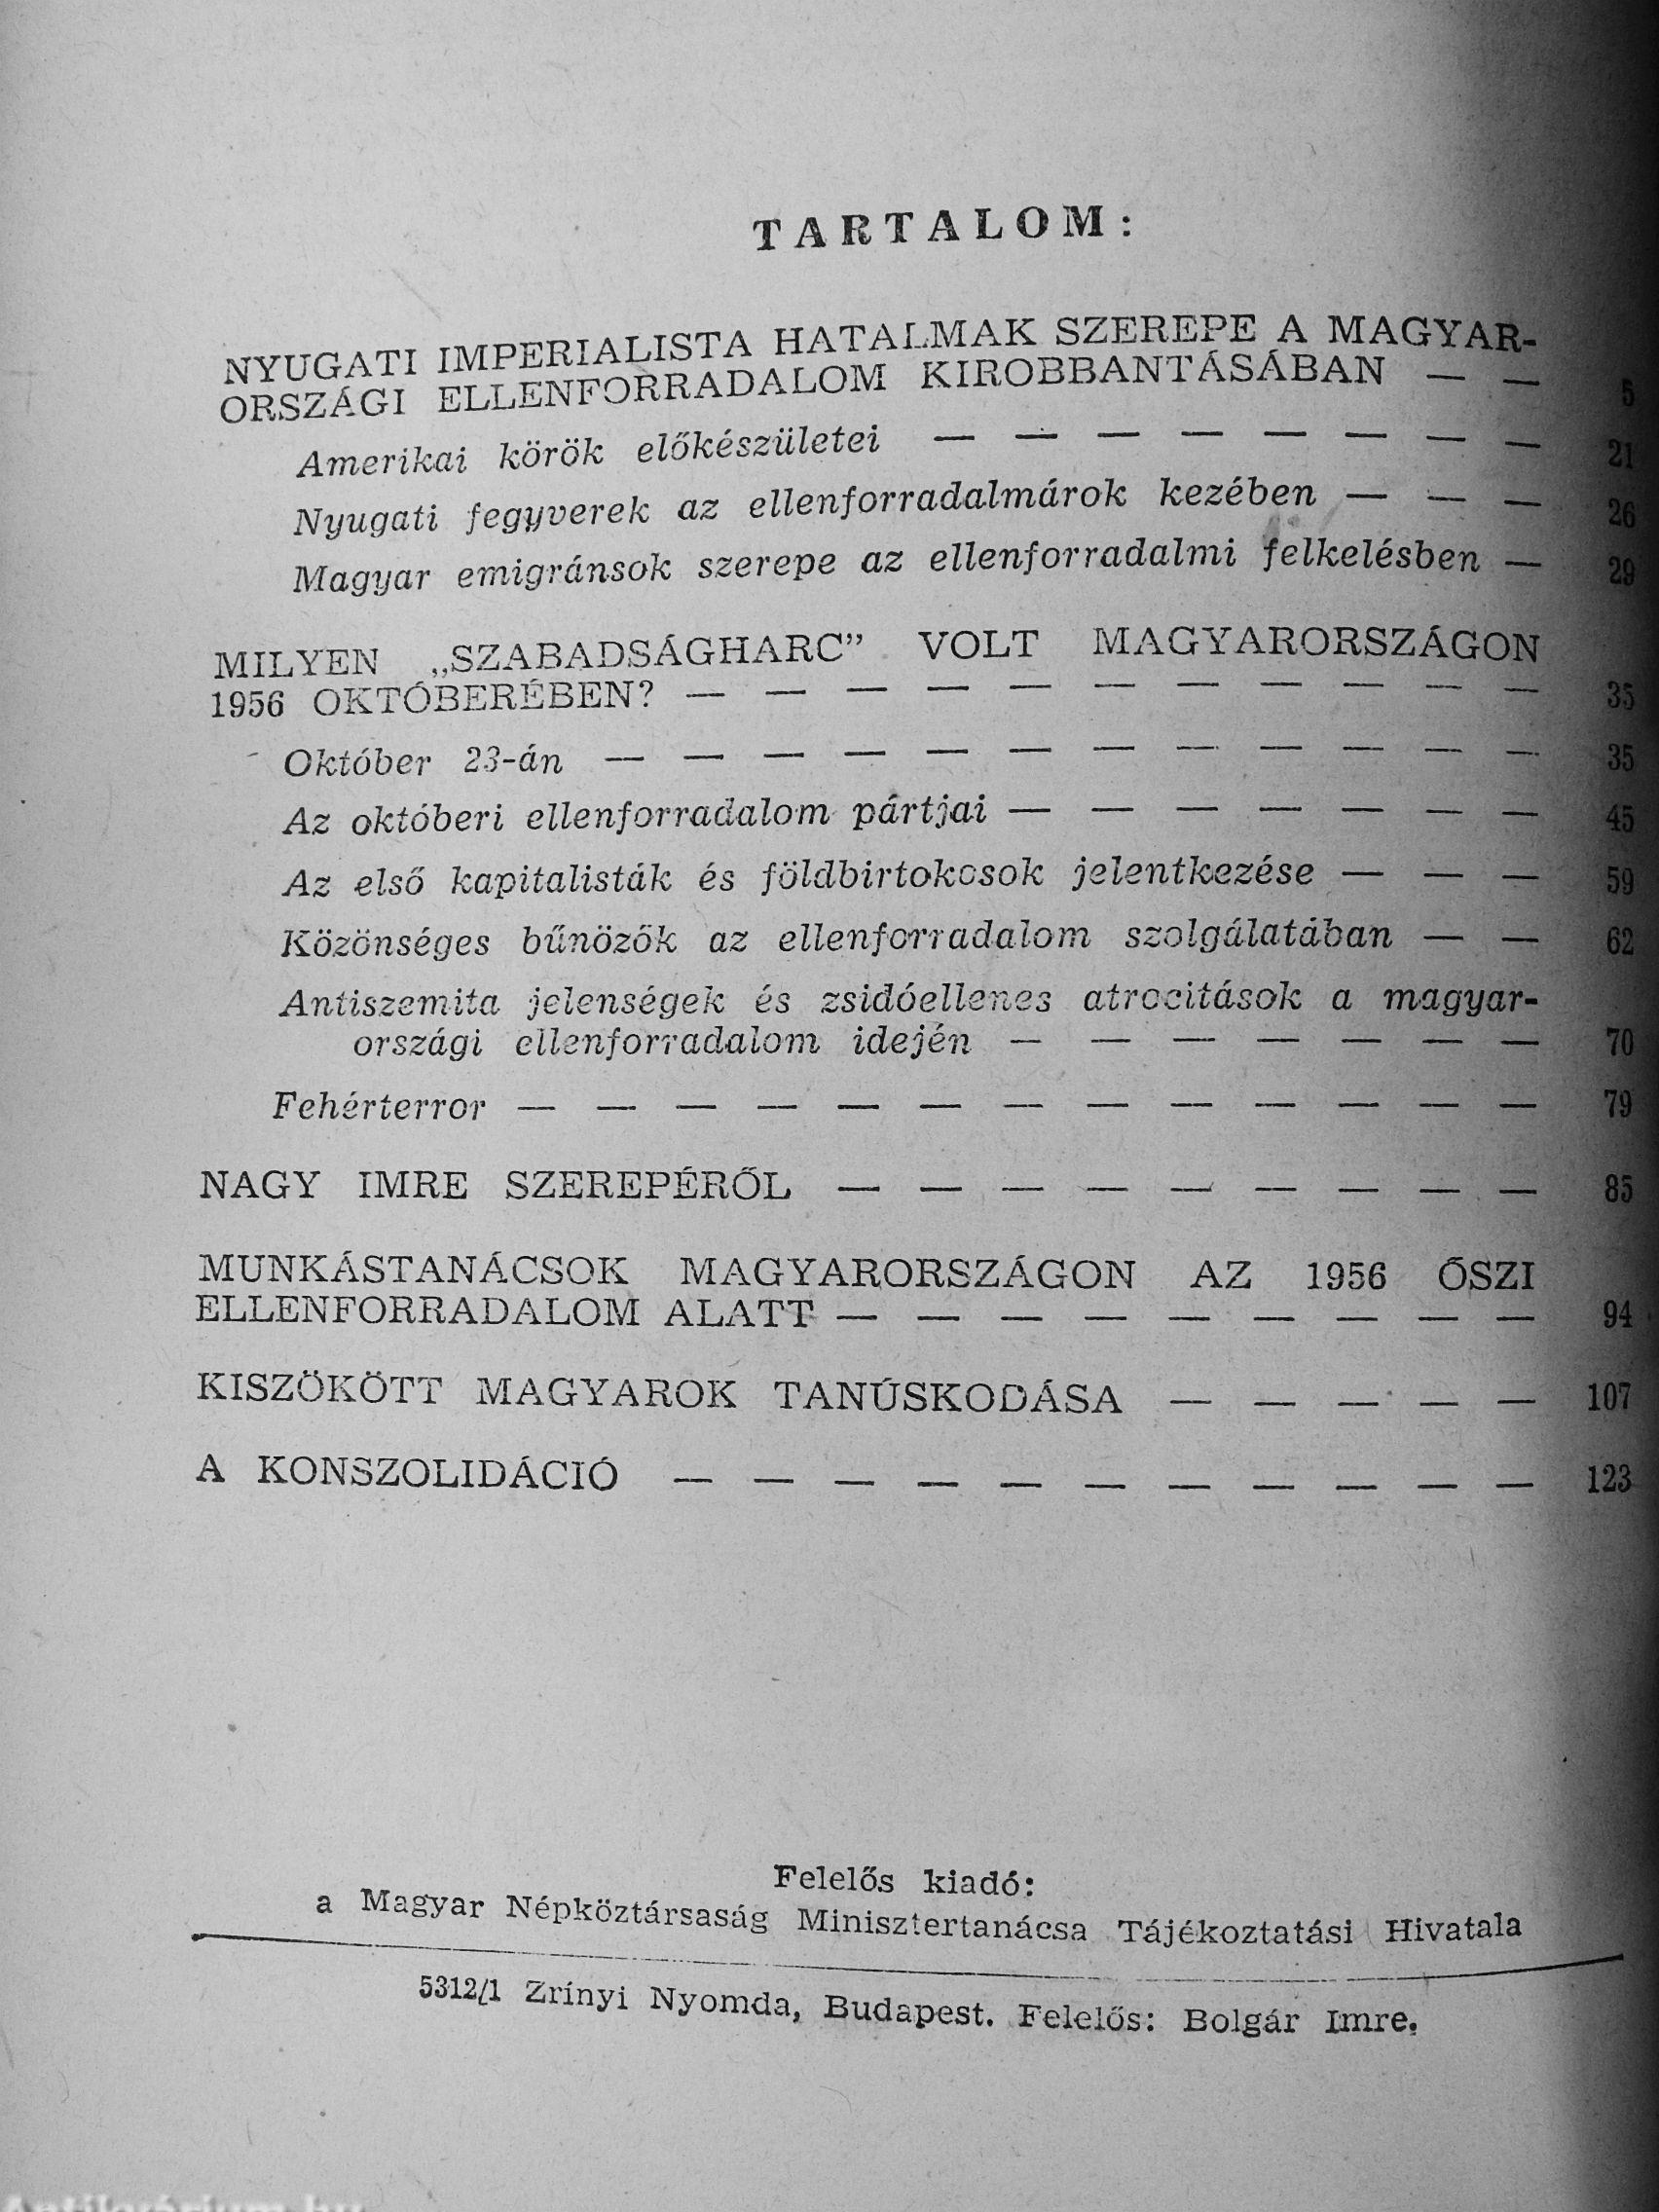 TARTALOM:
NYUGATI IMPERIALISTA HATALMAK SZEREPE A MAGYAR-
ORSZÁGI ELLENFORRADALOM KIROBBANTÁSÁBAN — — 5
Amerikai körök előkészületei — — — — — — — — 21
Nyugati fegyverek az ellenforradalmárok kezében — — — 26
Magyar emigránsok szerepe az ellenforradalmi felkelésben — 29
MILYEN „SZABADSÁGHARC” VOLT MAGYARORSZÁGON
1956 OKTÓBERÉBEN? — — — — — — — — — — — 35
Október 23-án — — — — — — — — — — — — 35
Az októberi ellenforradalom pártjai — — — — — — — 45
Az első kapitalisták és földbirtokosok jelentkezése — — — 59
Közönséges bűnözők az ellenforradalom szolgálatában — — 62
Antiszemita jelenségek és zsidóellenes atrocitások a magyar-
országi ellenforradalom idején — — — — — — — 70
Fehérterror — — — — — — — — — — — — — 79
NAGY IMRE SZEREPÉRŐL — — — — — — — — — 85
MUNKÁSTANÁCSOK MAGYARORSZÁGON AZ 1956 ŐSZI
ELLENFORRADALOM ALATT — — — — — — — — — 94
KISZÖKÖTT MAGYAROK TANÚSKODÁSA — — — — — 107
A KONSZOLIDÁCIÓ — — — — — — — — — — — 123
Felelős kiadó:
a Magyar Népköztársaság Minisztertanácsa Tájékoztatási Hivatala
5312/1 Zrínyi Nyomda, Budapest. Felelős: Bolgár Imre.